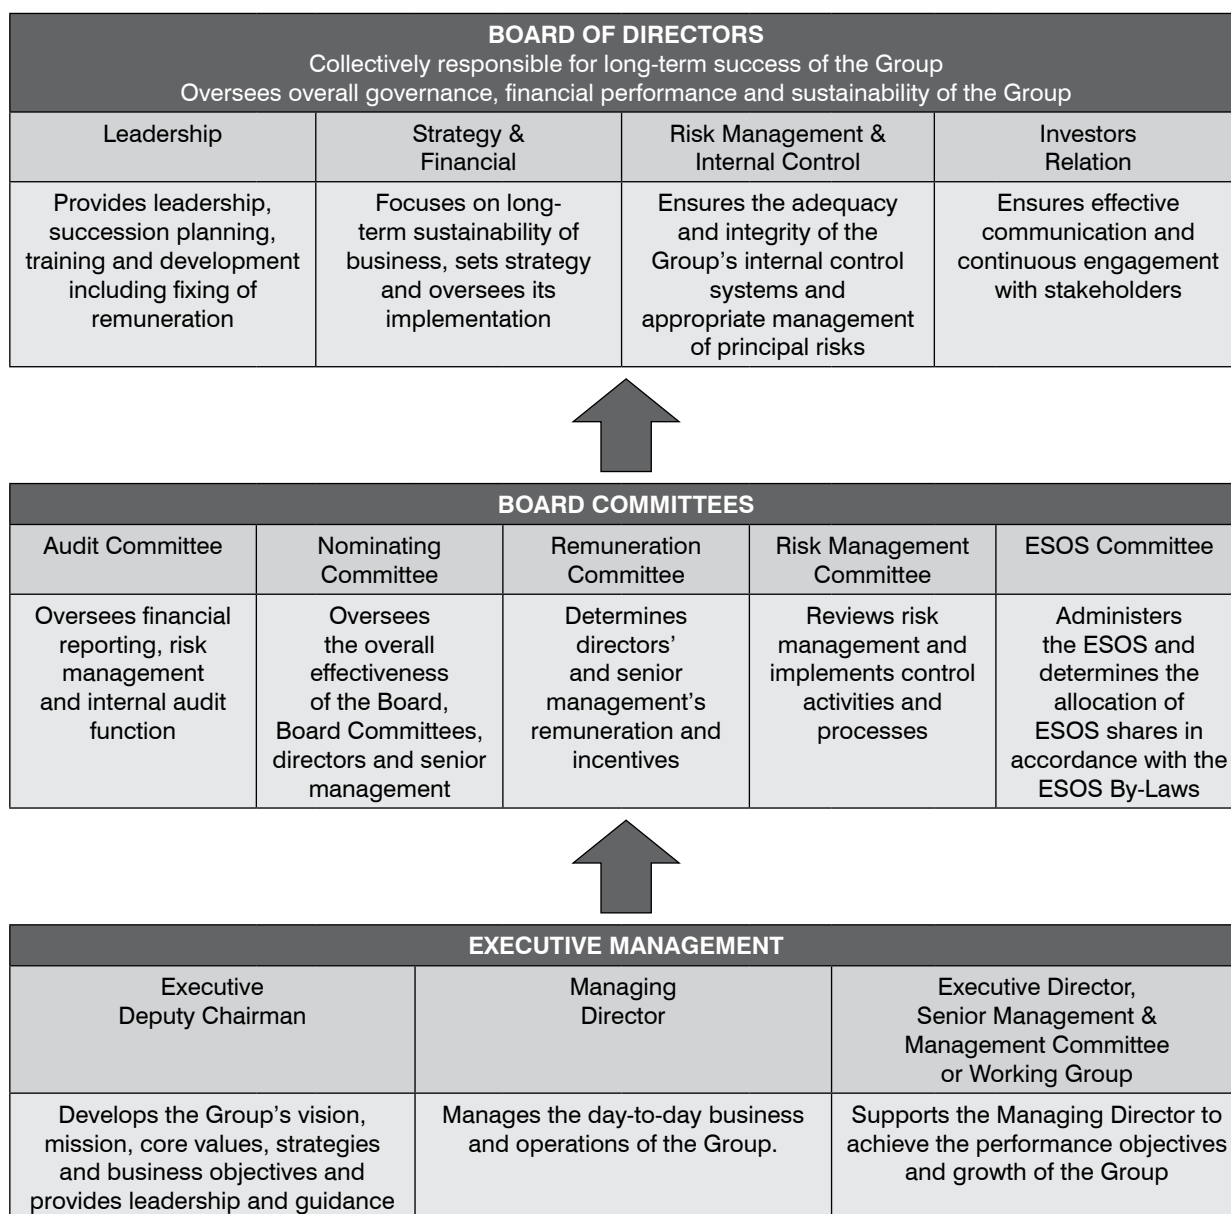 BOARD OF DIRECTORS
Collectively responsible for long-term success of the Group
Oversees overall governance, financial performance and sustainability of the Group
Leadership
Strategy &
Financial
Risk Management &
Internal Control
Investors
Relation
Provides leadership,
succession planning,
training and development
including fixing of
remuneration
Focuses on long-
term sustainability of
business, sets strategy
and oversees its
implementation
Ensures the adequacy
and integrity of the
Group's internal control
systems and
appropriate management
of principal risks
Ensures effective
communication and
continuous engagement
with stakeholders
BOARD COMMITTEES
Audit Committee
Nominating
Committee
Remuneration
Committee
Risk Management
Committee
ESOS Committee
Oversees financial
reporting, risk
management
and internal audit
function
Oversees
the overall
effectiveness
of the Board,
Board Committees,
directors and senior
management
Determines
directors'
and senior
management's
remuneration and
incentives
Reviews risk
management and
implements control
activities and
processes
Administers
the ESOS and
determines the
allocation of
ESOS shares in
accordance with the
ESOS By-Laws
EXECUTIVE MANAGEMENT
Executive
Deputy Chairman
Managing
Director
Executive Director,
Senior Management &
Management Committee
or Working Group
Develops the Group's vision,
mission, core values, strategies
and business objectives and
provides leadership and guidance
Manages the day-to-day business
and operations of the Group.
Supports the Managing Director to
achieve the performance objectives
and growth of the Group